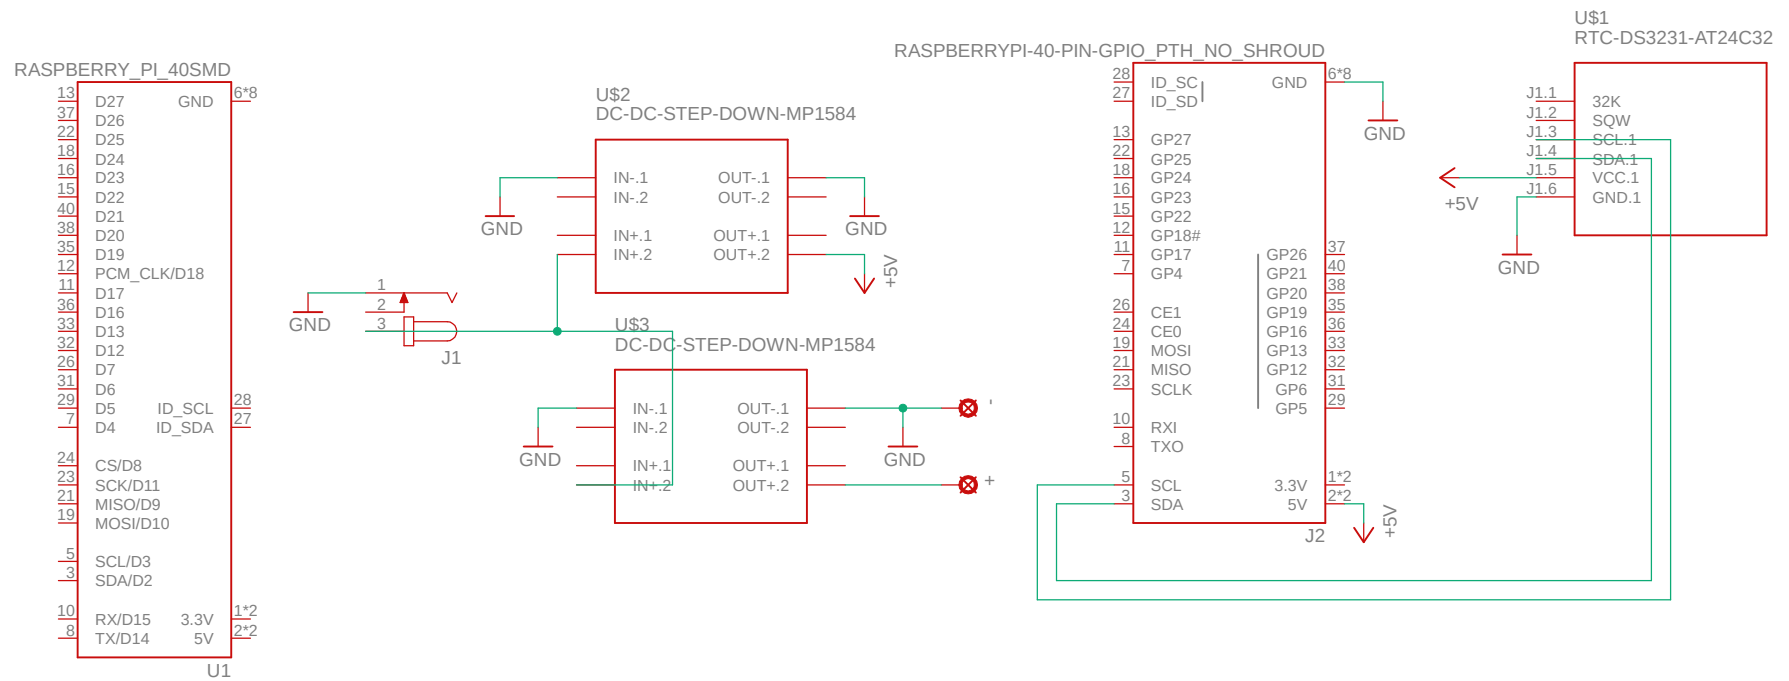 RASPBERRY_PI_40SMD
13 D27 GND 6*8
37 D26
22 D25
18 D24
16 D23
15 D22
40 D21
38 D20
35 D19
12 PCM_CLK/D18
11 D17
36 D16
33 D13
32 D12
26 D7
31 D6
29 D5 ID_SCL 28
7 D4 ID_SDA 27
24 CS/D8
23 SCK/D11
21 MISO/D9
19 MOSI/D10
5 SCL/D3
3 SDA/D2
10 RX/D15 3.3V 1*2
8 TX/D14 5V 2*2
U1
1
2
3
GND
J1
U$2
DC-DC-STEP-DOWN-MP1584
IN-.1 OUT-.1
IN-.2 OUT-.2
IN+.1 OUT+.1
IN+.2 OUT+.2
GND
GND
+5V
U$3
DC-DC-STEP-DOWN-MP1584
IN-.1 OUT-.1
IN-.2 OUT-.2
IN+.1 OUT+.1
IN+.2 OUT+.2
GND
GND
-
+
RASPBERRYPI-40-PIN-GPIO_PTH_NO_SHROUD
28 ID_SC GND 6*8
27 ID_SD
GND
13 GP27
22 GP25
18 GP24
16 GP23
15 GP22
12 GP18#
11 GP17 GP26 37
7 GP4 GP21 40
GP20 38
26 CE1 GP19 35
24 CE0 GP16 36
19 MOSI GP13 33
21 MISO GP12 32
23 SCLK GP6 31
GP5 29
10 RXI
8 TXO
5 SCL 3.3V 1*2
3 SDA 5V 2*2
J2
+5V
U$1
RTC-DS3231-AT24C32
J1.1 32K
J1.2 SQW
J1.3 SCL.1
J1.4 SDA.1
J1.5 VCC.1
J1.6 GND.1
+5V
GND